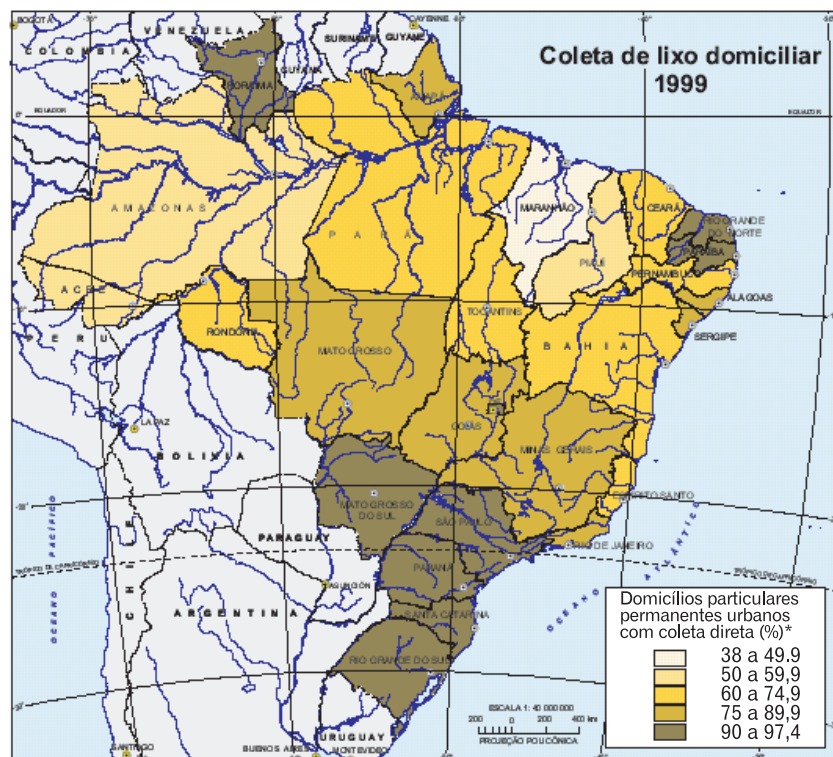 BOGOTÁ
VENEZUELA
CAYENNE
COLOMBIA
SURINAME
GUYANE
GUYANA
Coleta de lixo domiciliar
1999
RORAIMA
AMAPÁ
EQUADOR
EQUADOR
0°
AMAZONAS
PARÁ
MARANHÃO
CEARÁ
RIO GRANDE
DO NORTE
PARAÍBA
PIAUÍ
PERNAMBUCO
ACRE
ALAGOAS
TOCANTINS
RONDÔNIA
SERGIPE
PERU
MATO GROSSO
BAHIA
LA PAZ
GOIÁS
BOLIVIA
MINAS GERAIS
MATO GROSSO
DO SUL
ESPÍRITO SANTO
SÃO PAULO
OCEANO PACÍFICO
CHILE
PARAGUAY
RIO DE JANEIRO
TRÓPICO DE CAPRICÓRNIO
TRÓPICO DE CAPRICÓRNIO
PARANÁ
ASUNCIÓN
OCEANO ATLÂNTICO
ARGENTINA
SANTA CATARINA
RIO GRANDE DO SUL
Domicílios particulares
permanentes urbanos
com coleta direta (%)*
38 a 49.9
50 a 59,9
60 a 74,9
75 a 89,9
90 a 97,4
ESCALA 1: 40 000 000
200 0 200 400 km
PROJEÇÃO POLICÔNICA
URUGUAY
SANTIAGO
BUENOS AIRES
MONTEVIDEO